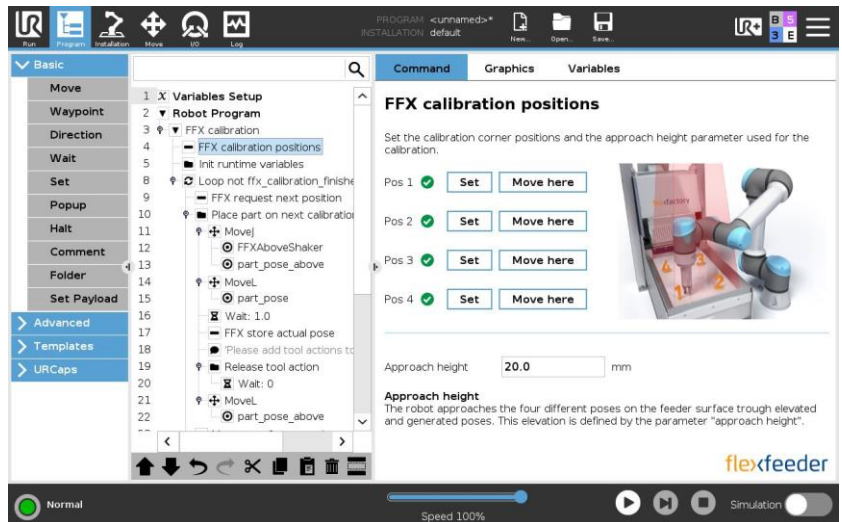 PROGRAM <unnamed>*
INSTALLATION default
UR
Run
Program
Installation
Move
I/O
Log
New...
Open...
Save...
UR+
B S
3 E
Basic
Move
Waypoint
Direction
Wait
Set
Popup
Halt
Comment
Folder
Set Payload
Advanced
Templates
URCaps
1 X Variables Setup
2 Robot Program
3 FFX calibration
4 FFX calibration positions
5 Init runtime variables
8 Loop not ffx_calibration_finishe
9 FFX request next position
10 Place part on next calibratior
11 MoveJ
12 FFXAboveShaker
13 part_pose_above
14 MoveL
15 part_pose
16 Wait: 1.0
17 FFX store actual pose
18 'Please add tool actions to
19 Release tool action
20 Wait: 0
21 MoveL
22 part_pose_above
Command Graphics Variables
FFX calibration positions
Set the calibration corner positions and the approach height parameter used for the
calibration.
Pos 1 Set Move here
Pos 2 Set Move here
Pos 3 Set Move here
Pos 4 Set Move here
flexfactory
4 3
1 2
Approach height 20.0 mm
Approach height
The robot approaches the four different poses on the feeder surface trough elevated
and generated poses. This elevation is defined by the parameter "approach height".
flexfeeder
Normal
Speed 100%
Simulation